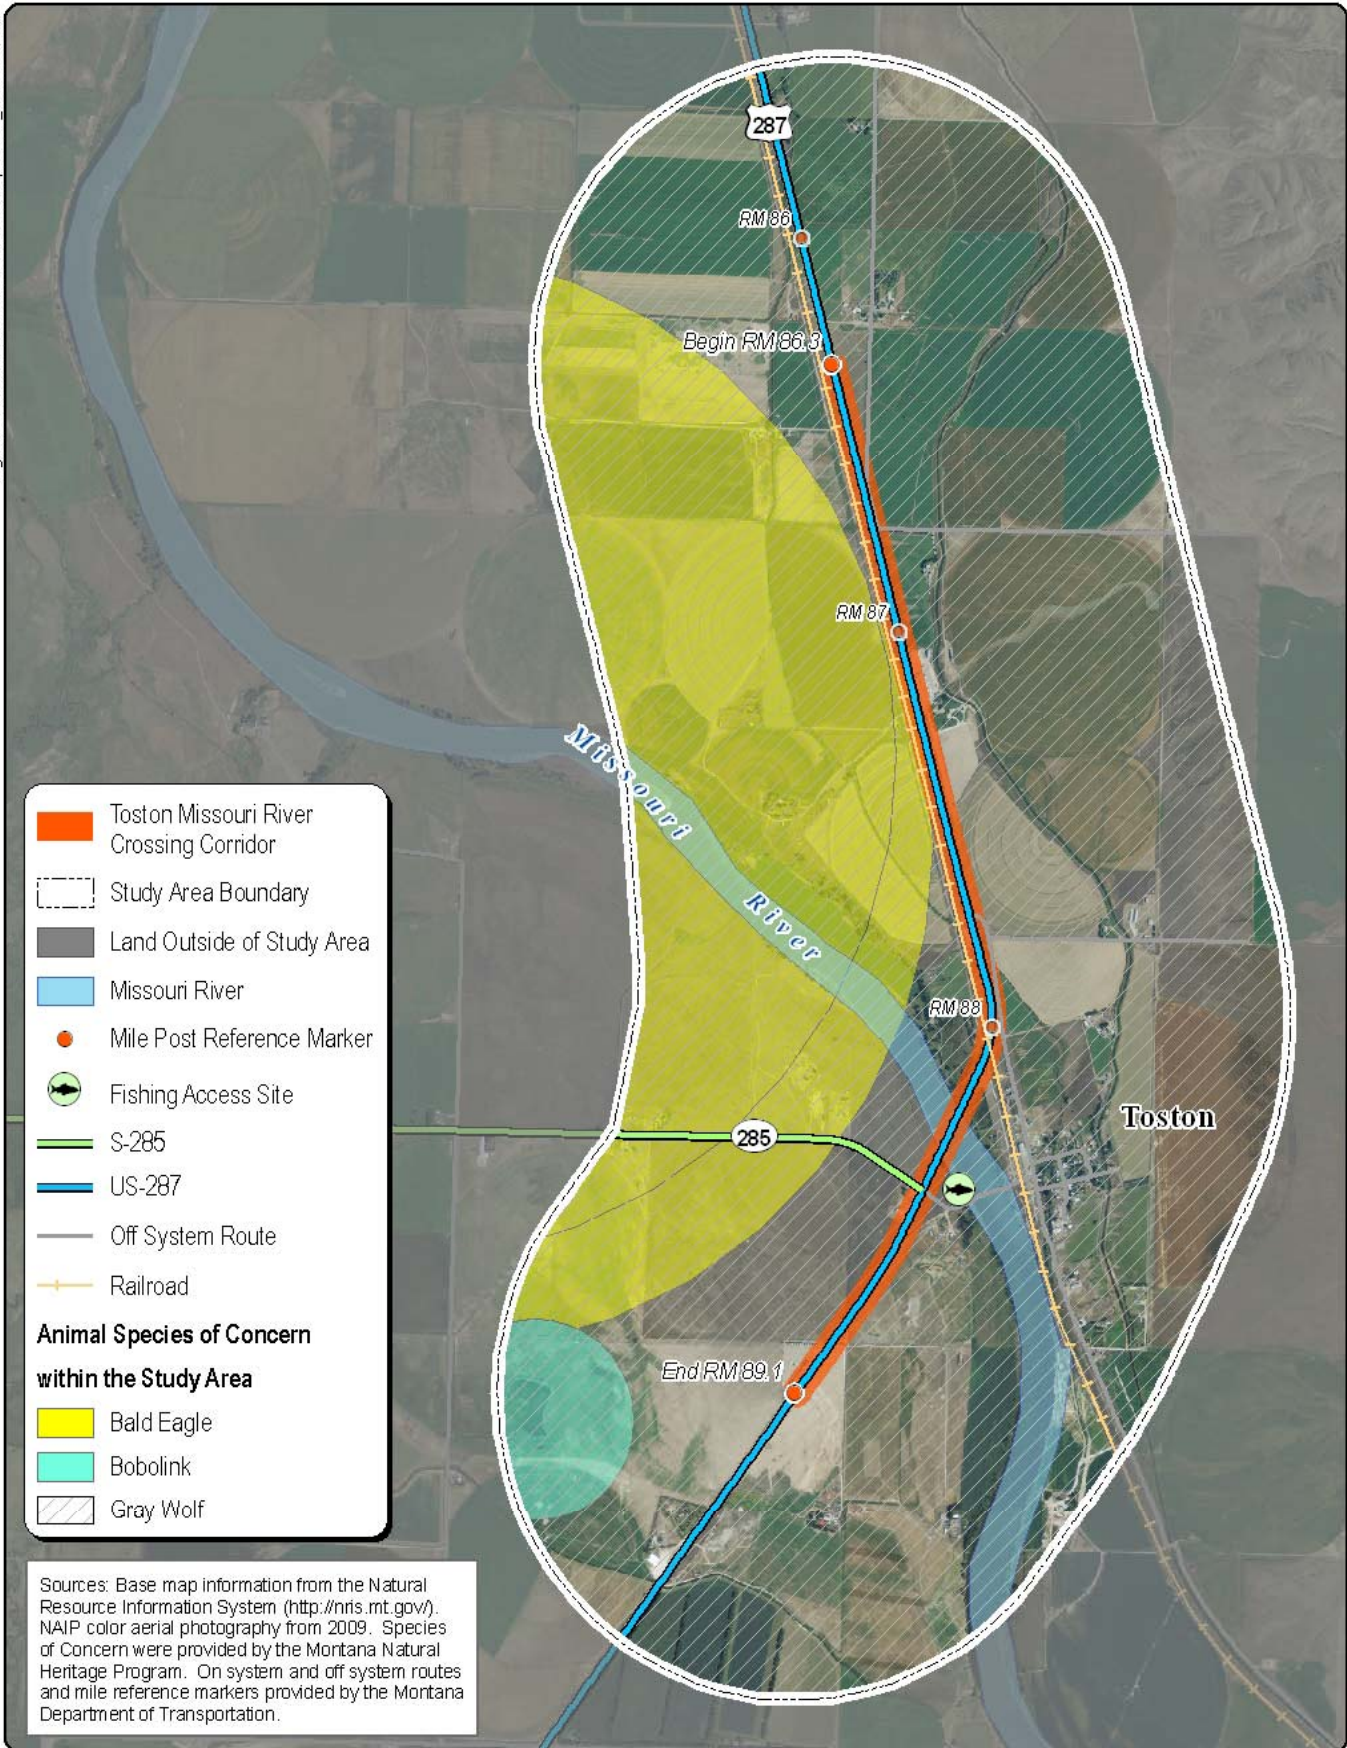 287
RM 86
Begin RM 86.3
RM 87
Missouri
River
RM 88
Toston
285
End RM 89.1
Toston Missouri River
Crossing Corridor
Study Area Boundary
Land Outside of Study Area
Missouri River
Mile Post Reference Marker
Fishing Access Site
S-285
US-287
Off System Route
Railroad
Animal Species of Concern
within the Study Area
Bald Eagle
Bobolink
Gray Wolf
Sources: Base map information from the Natural
Resource Information System (http://nris.mt.gov/).
NAIP color aerial photography from 2009. Species
of Concern were provided by the Montana Natural
Heritage Program. On system and off system routes
and mile reference markers provided by the Montana
Department of Transportation.